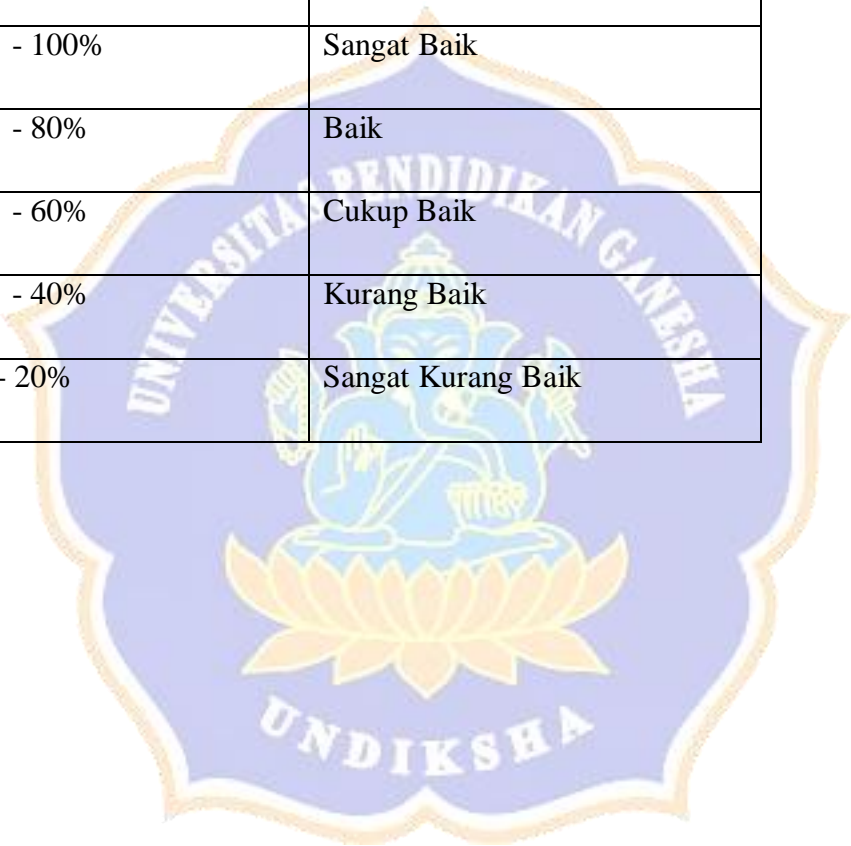 - 100% Sangat Baik
- 80% Baik
- 60% Cukup Baik
- 40% Kurang Baik
- 20% Sangat Kurang Baik
UNIVERSITAS PENDIDIKAN GANESHA
UNDIKSHA